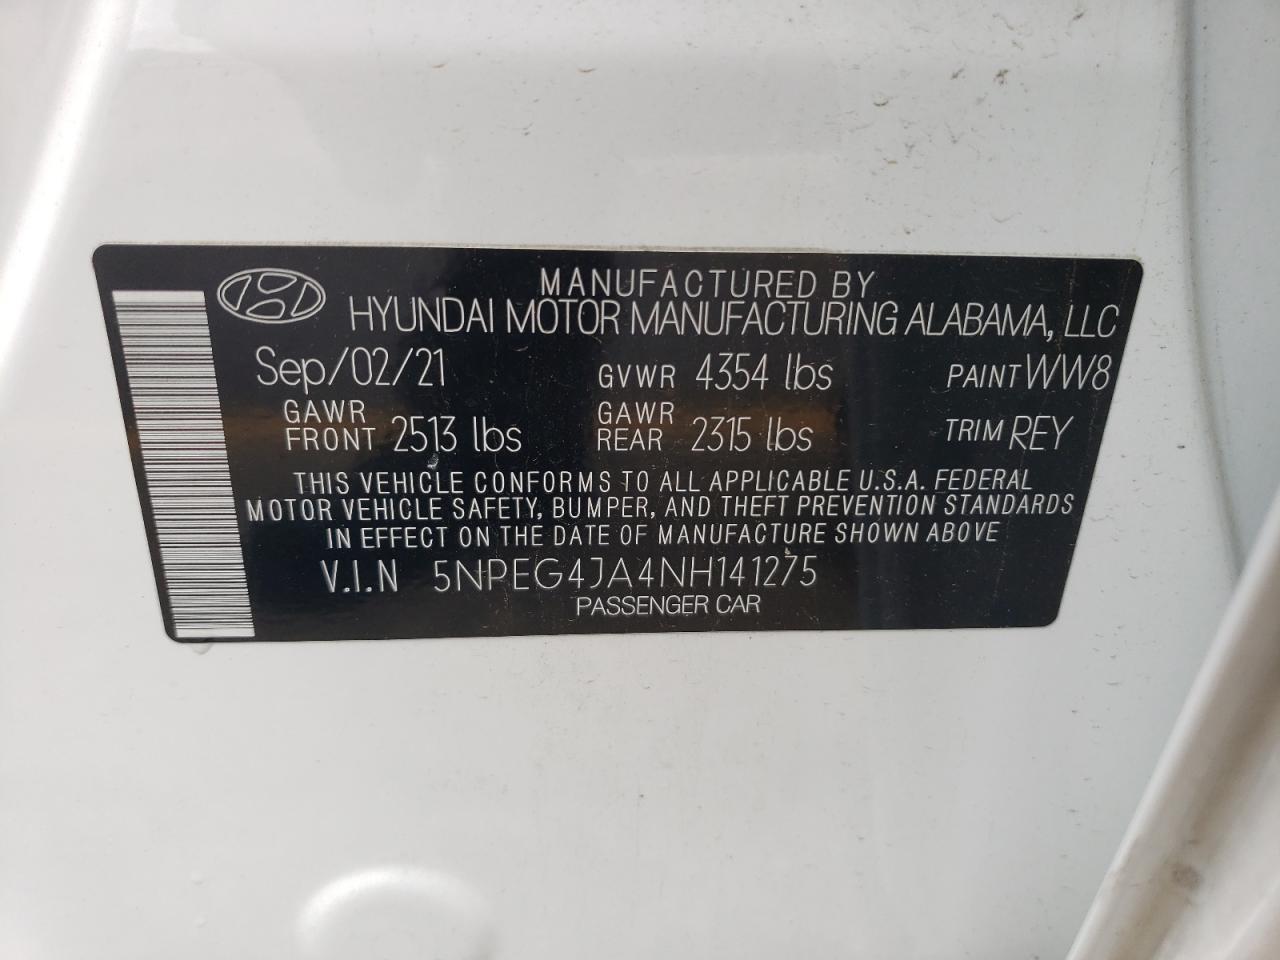 MANUFACTURED BY
HYUNDAI MOTOR MANUFACTURING ALABAMA, LLC
Sep/02/21 GVWR 4354 lbs PAINT WW8
GAWR FRONT 2513 lbs GAWR REAR 2315 lbs TRIM REY
THIS VEHICLE CONFORMS TO ALL APPLICABLE U.S.A. FEDERAL
MOTOR VEHICLE SAFETY, BUMPER, AND THEFT PREVENTION STANDARDS
IN EFFECT ON THE DATE OF MANUFACTURE SHOWN ABOVE
V.I.N 5NPEG4JA4NH141275
PASSENGER CAR